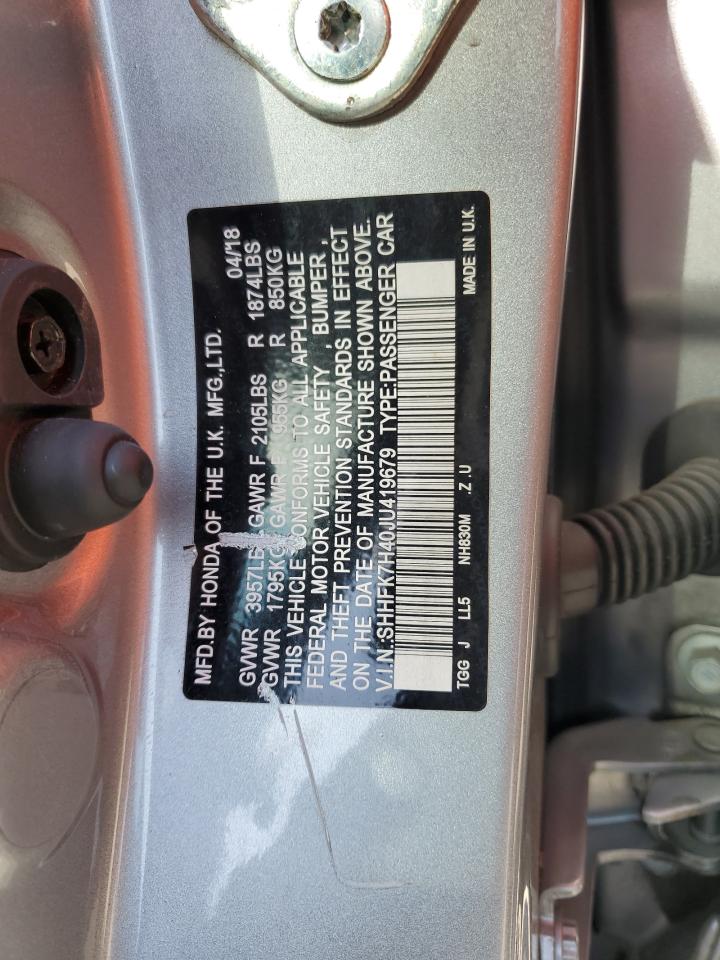 MFD.BY HONDA OF THE U.K. MFG.,LTD. 04/18
GVWR 3957LBS GAWR F 2105LBS R 1874LBS
GVWR 1795KG GAWR F 955KG R 850KG
THIS VEHICLE CONFORMS TO ALL APPLICABLE
FEDERAL MOTOR VEHICLE SAFETY , BUMPER ,
AND THEFT PREVENTION STANDARDS IN EFFECT
ON THE DATE OF MANUFACTURE SHOWN ABOVE.
V.I.N.:SHHFK7H40JU419679 TYPE:PASSENGER CAR
TGG J LL5 NH830M .Z U MADE IN U.K.